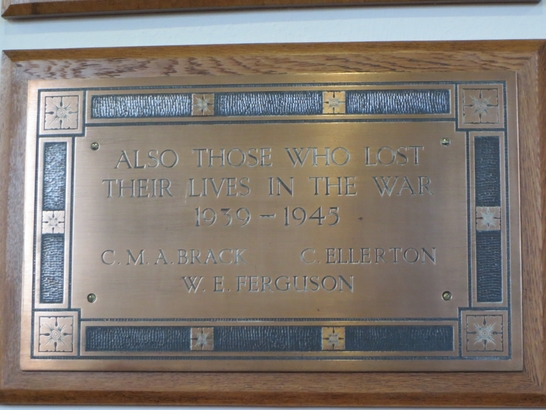 ALSO THOSE WHO LOST
THEIR LIVES IN THE WAR
1939 - 1945
C. M. A. BRACK C. ELLERTON
W. E. FERGUSON